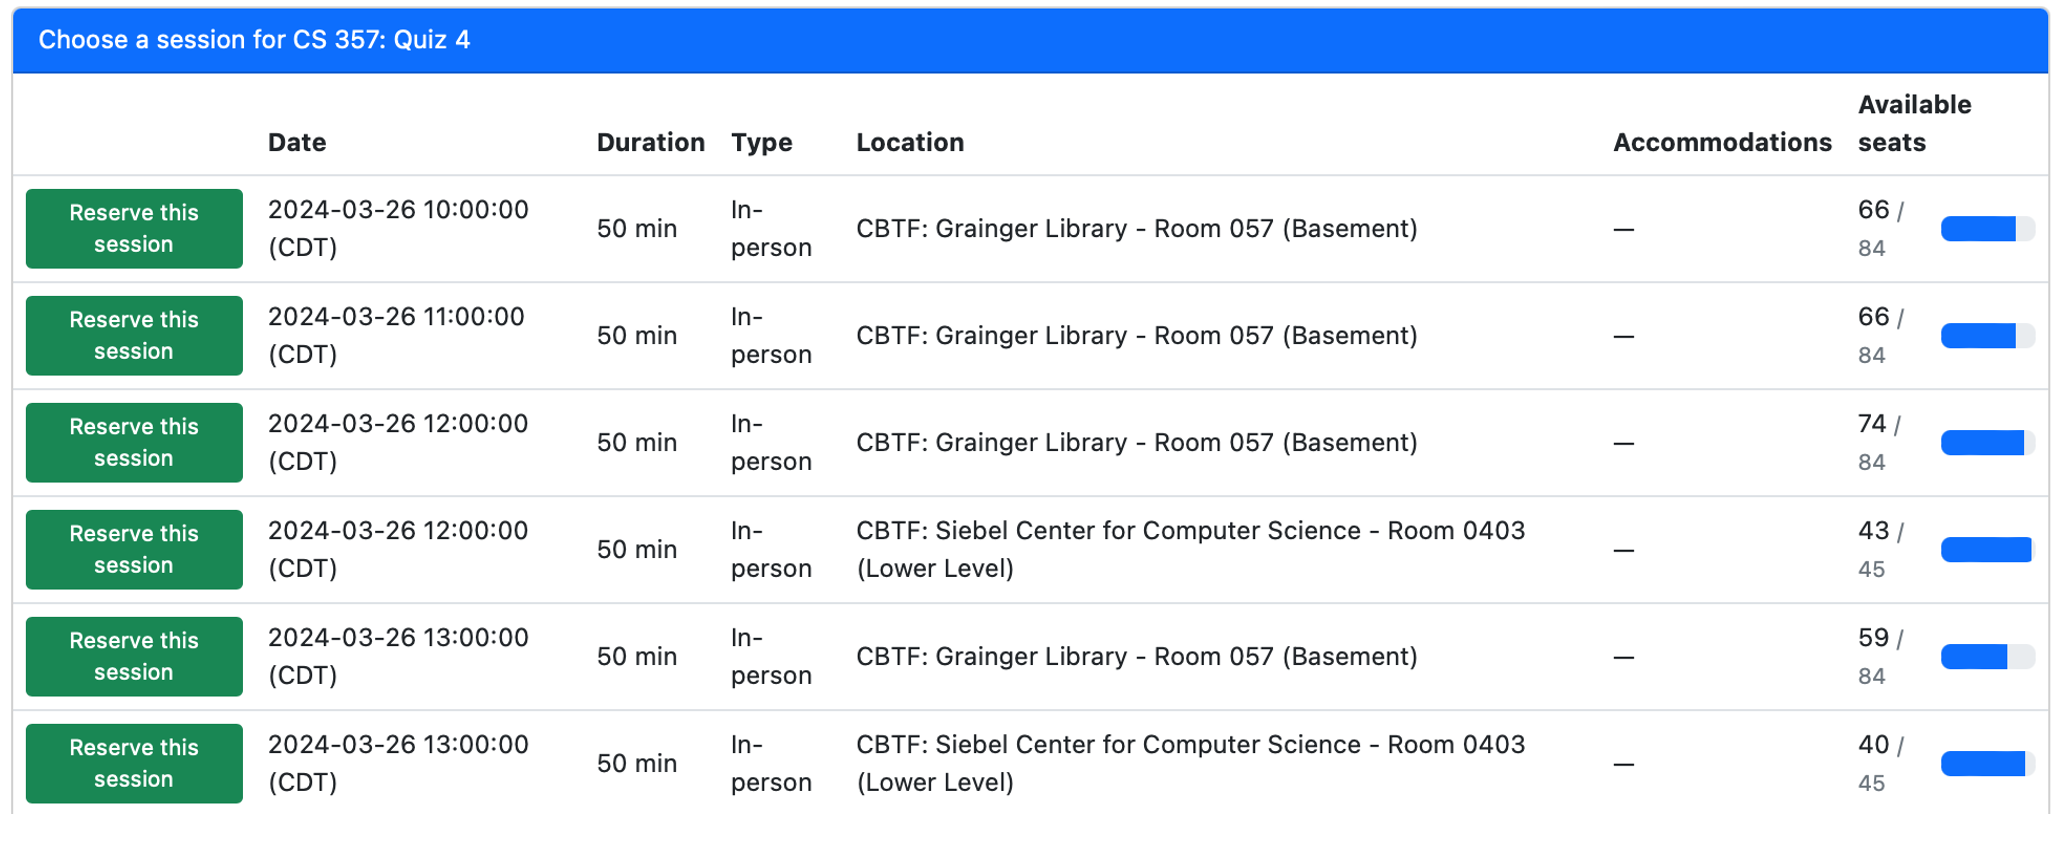 Choose a session for CS 357: Quiz 4
Date Duration Type Location Accommodations Available seats
Reserve this session 2024-03-26 10:00:00 (CDT) 50 min In-person CBTF: Grainger Library - Room 057 (Basement) — 66 / 84
Reserve this session 2024-03-26 11:00:00 (CDT) 50 min In-person CBTF: Grainger Library - Room 057 (Basement) — 66 / 84
Reserve this session 2024-03-26 12:00:00 (CDT) 50 min In-person CBTF: Grainger Library - Room 057 (Basement) — 74 / 84
Reserve this session 2024-03-26 12:00:00 (CDT) 50 min In-person CBTF: Siebel Center for Computer Science - Room 0403 (Lower Level) — 43 / 45
Reserve this session 2024-03-26 13:00:00 (CDT) 50 min In-person CBTF: Grainger Library - Room 057 (Basement) — 59 / 84
Reserve this session 2024-03-26 13:00:00 (CDT) 50 min In-person CBTF: Siebel Center for Computer Science - Room 0403 (Lower Level) — 40 / 45